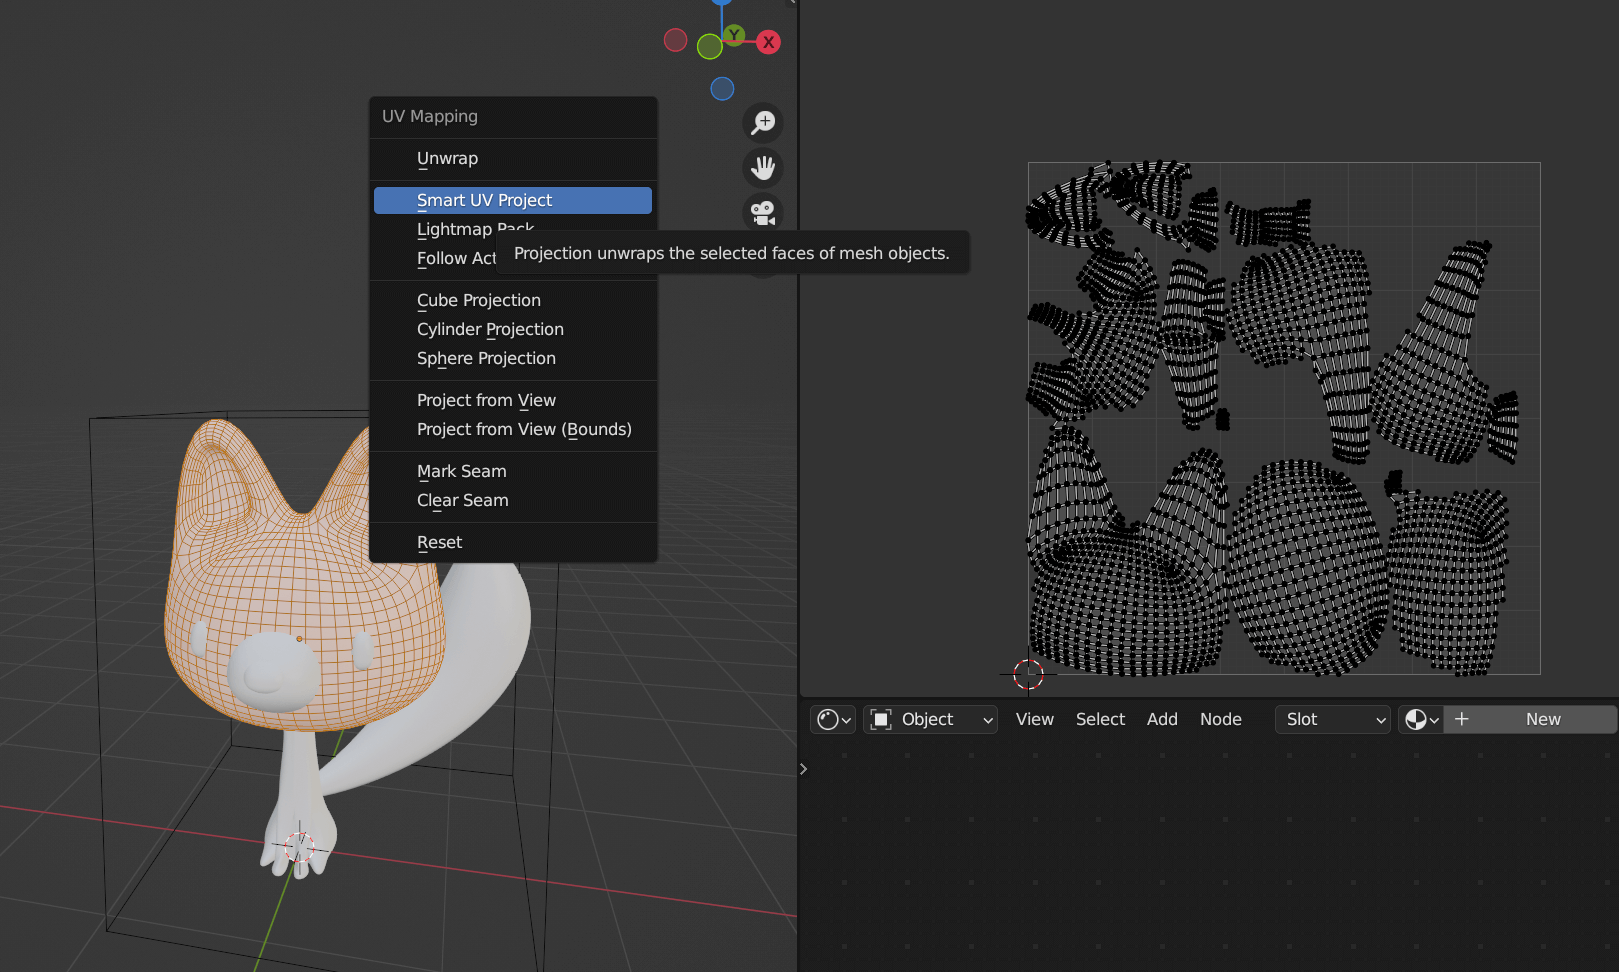 Y
X
UV Mapping
Unwrap
Smart UV Project
Lightmap Pack
Projection unwraps the selected faces of mesh objects.
Follow Act
Cube Projection
Cylinder Projection
Sphere Projection
Project from View
Project from View (Bounds)
Mark Seam
Clear Seam
Reset
Object
View
Select
Add
Node
Slot
New